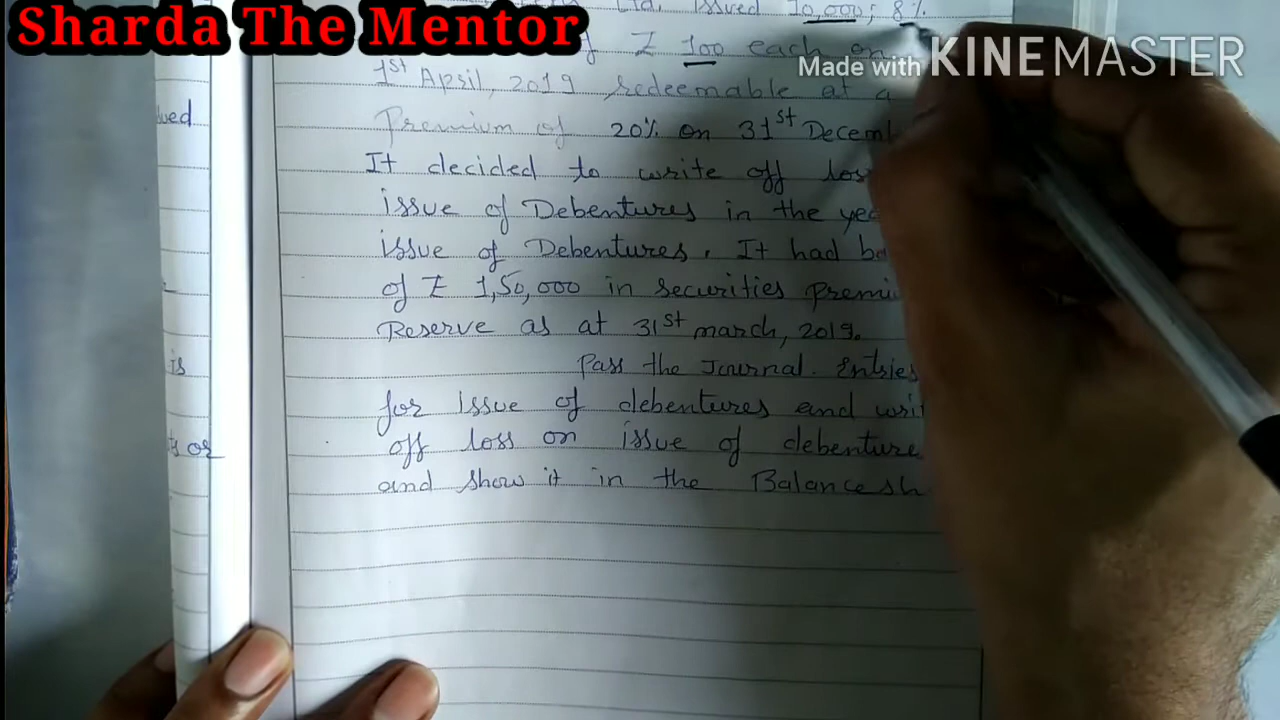 Sharda The Mentor
Ltd. issued 10,000, 8%
of ₹ 100 each on
Made with KINEMASTER
1st April, 2019 redeemable at a
Premium of 20% on 31st Decem
ued
It decided to write off los
issue of Debentures in the yea
issue of Debentures. It had ba
of ₹ 1,50,000 in securities premi
Reserve as at 31st march, 2019.
is
Pass the Journal. Entries
for issue of debentures and writ
off loss on issue of debenture
or
and show it in the Balancesh